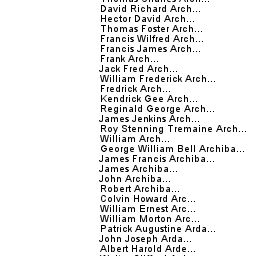 David Richard Arch...
Hector David Arch...
Thomas Foster Arch...
Francis Wilfred Arch...
Francis James Arch...
Frank Arch...
Jack Fred Arch...
William Frederick Arch...
Fredrick Arch...
Kendrick Gee Arch...
Reginald George Arch...
James Jenkins Arch...
Roy Stenning Tremaine Arch...
William Arch...
George William Bell Archiba...
James Francis Archiba...
James Archiba...
John Archiba...
Robert Archiba...
Colvin Howard Arc...
William Ernest Arc...
William Morton Arc...
Patrick Augustine Arda...
John Joseph Arda...
Albert Harold Arde...